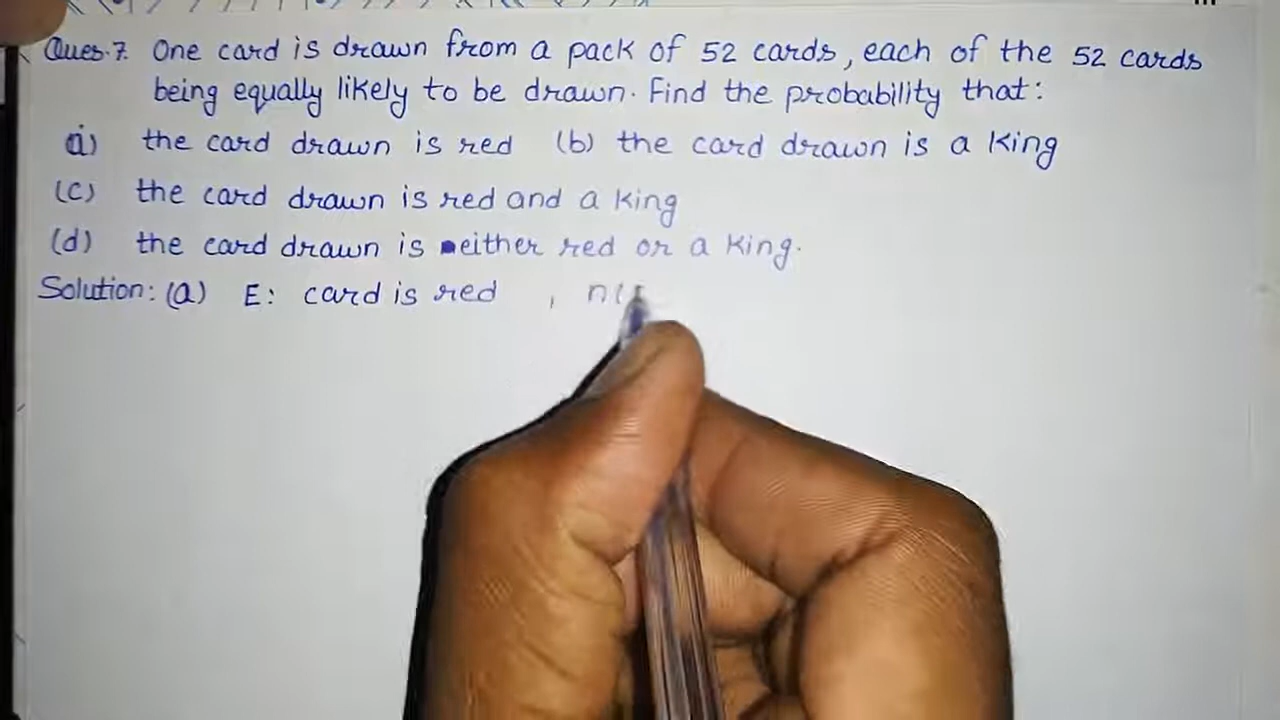 Ques.7. One card is drawn from a pack of 52 cards, each of the 52 cards
being equally likely to be drawn. Find the probability that:
a) the card drawn is red (b) the card drawn is a king
(c) the card drawn is red and a king
(d) the card drawn is either red or a king.
Solution: (a) E: card is red , n(